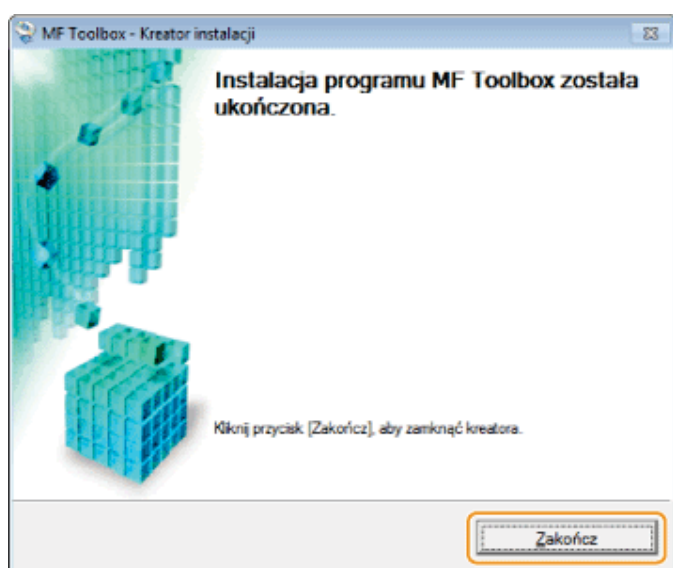 MF Toolbox - Kreator instalacji
Instalacja programu MF Toolbox została
ukończona.
Kliknij przycisk [Zakończ], aby zamknąć kreatora.
Zakończ